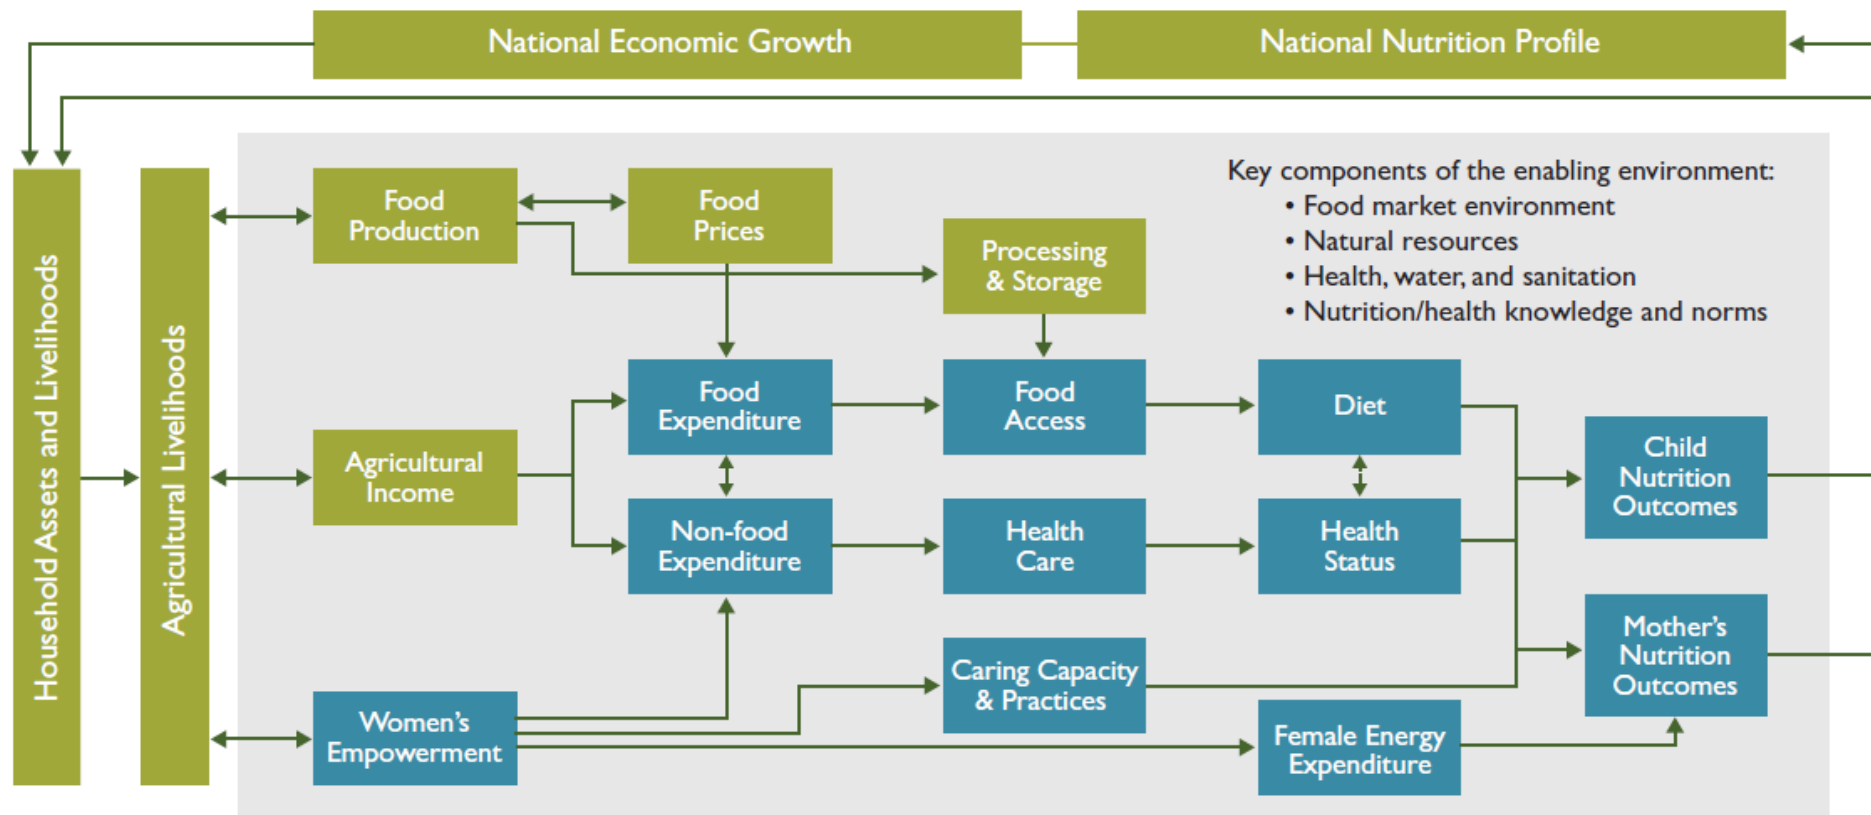 National Economic Growth
National Nutrition Profile
Household Assets and Livelihoods
Agricultural Livelihoods
Food
Production
Food
Prices
Processing
& Storage
Key components of the enabling environment:
• Food market environment
• Natural resources
• Health, water, and sanitation
• Nutrition/health knowledge and norms
Food
Expenditure
Food
Access
Diet
Agricultural
Income
Child
Nutrition
Outcomes
Non-food
Expenditure
Health
Care
Health
Status
Mother's
Nutrition
Outcomes
Caring Capacity
& Practices
Women's
Empowerment
Female Energy
Expenditure